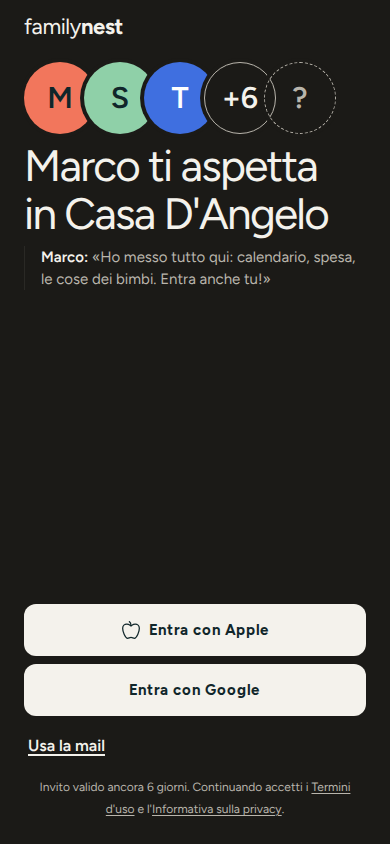 familynest
M S T +6 ?
Marco ti aspetta
in Casa D'Angelo
Marco: «Ho messo tutto qui: calendario, spesa,
le cose dei bimbi. Entra anche tu!»
Entra con Apple
Entra con Google
Usa la mail
Invito valido ancora 6 giorni. Continuando accetti i Termini
d'uso e l'Informativa sulla privacy.